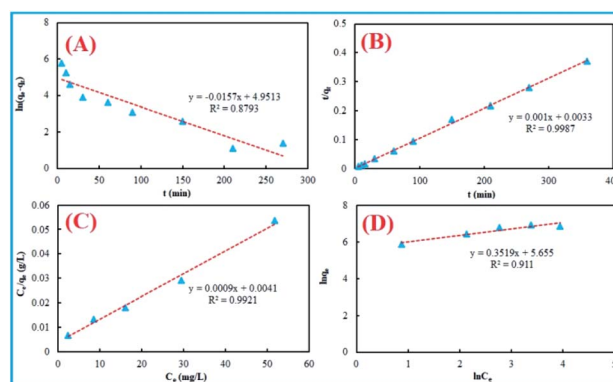 (A)
ln(qe-qt)
8
6
4
2
0
y = -0.0157x + 4.9513
R² = 0.8793
0 50 100 150 200 250 300
t (min)
(B)
t/qt
0.4
0.3
0.2
0.1
0
y = 0.001x + 0.0033
R² = 0.9987
0 100 200 300 40
t (min)
(C)
Ce/qe (g/L)
0.06
0.05
0.04
0.03
0.02
0.01
0
y = 0.0009x + 0.0041
R² = 0.9921
0 10 20 30 40 50 60
Ce (mg/L)
(D)
lnqe
10
8
6
4
2
0
y = 0.3519x + 5.655
R² = 0.911
0 1 2 3 4 5
lnCe